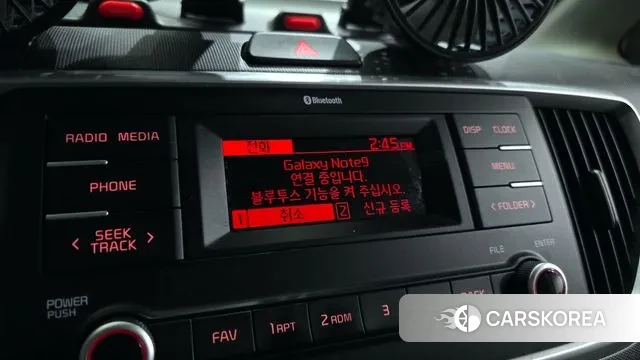 Bluetooth
RADIO MEDIA
PHONE
< SEEK TRACK >
POWER PUSH
전화 2:45 PM
Galaxy Note9
연결 중입니다.
블루투스 기능을 켜 주십시오.
1 취소 2 신규 등록
DISP CLOCK
MENU
< FOLDER >
FILE ENTER
FAV 1 RPT 2 RDM 3
CARSKOREA